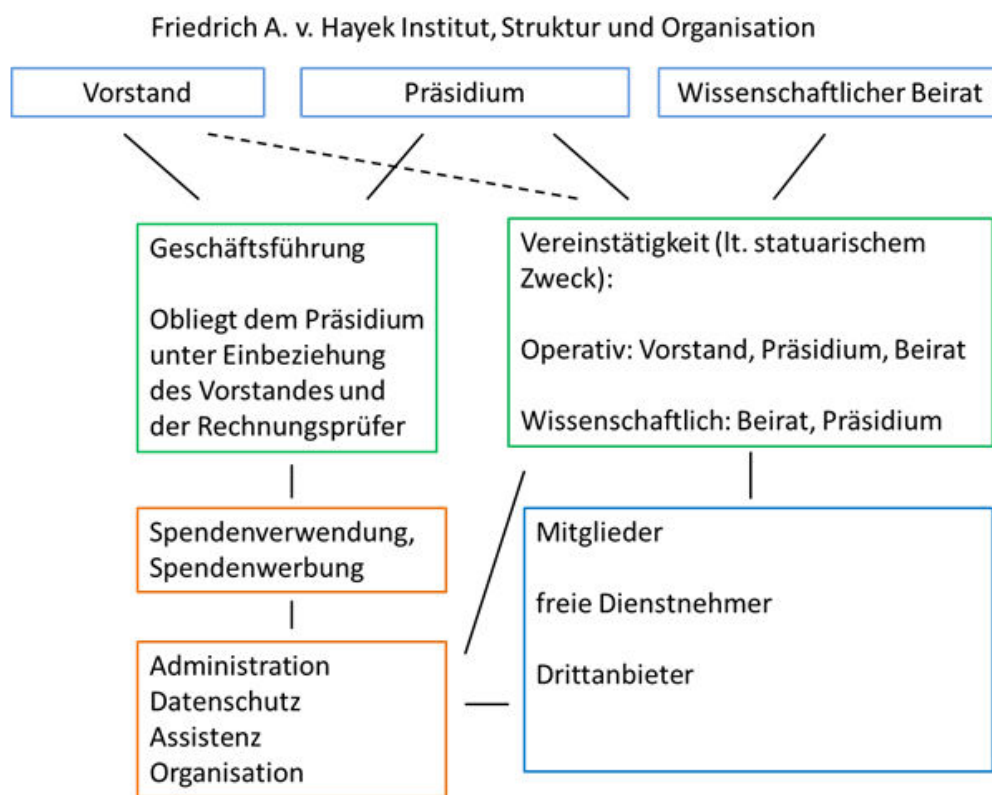 Friedrich A. v. Hayek Institut, Struktur und Organisation
Vorstand
Präsidium
Wissenschaftlicher Beirat
Geschäftsführung
Obliegt dem Präsidium
unter Einbeziehung
des Vorstandes und
der Rechnungsprüfer
Vereinstätigkeit (lt. statuarischem
Zweck):
Operativ: Vorstand, Präsidium, Beirat
Wissenschaftlich: Beirat, Präsidium
Spendenverwendung,
Spendenwerbung
Mitglieder
freie Dienstnehmer
Drittanbieter
Administration
Datenschutz
Assistenz
Organisation